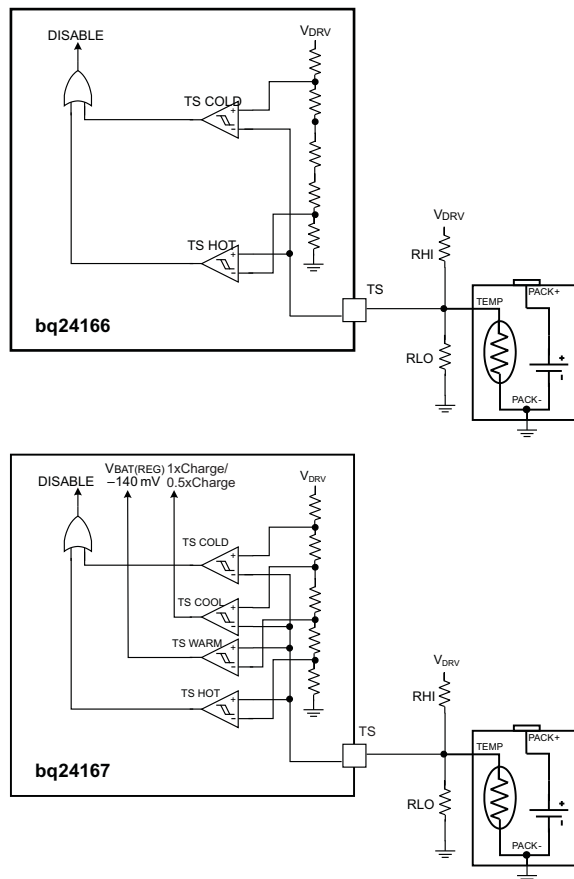 DISABLE
VDRV
TS COLD
+
-
TS HOT
+
-
TS
bq24166
VDRV
RHI
RLO
TEMP
PACK+
+
-
PACK-
DISABLE
VBAT(REG)
–140 mV
1xCharge/
0.5xCharge
VDRV
TS COLD
+
-
TS COOL
+
-
TS WARM
+
-
TS HOT
+
-
TS
bq24167
VDRV
RHI
RLO
TEMP
PACK+
+
-
PACK-